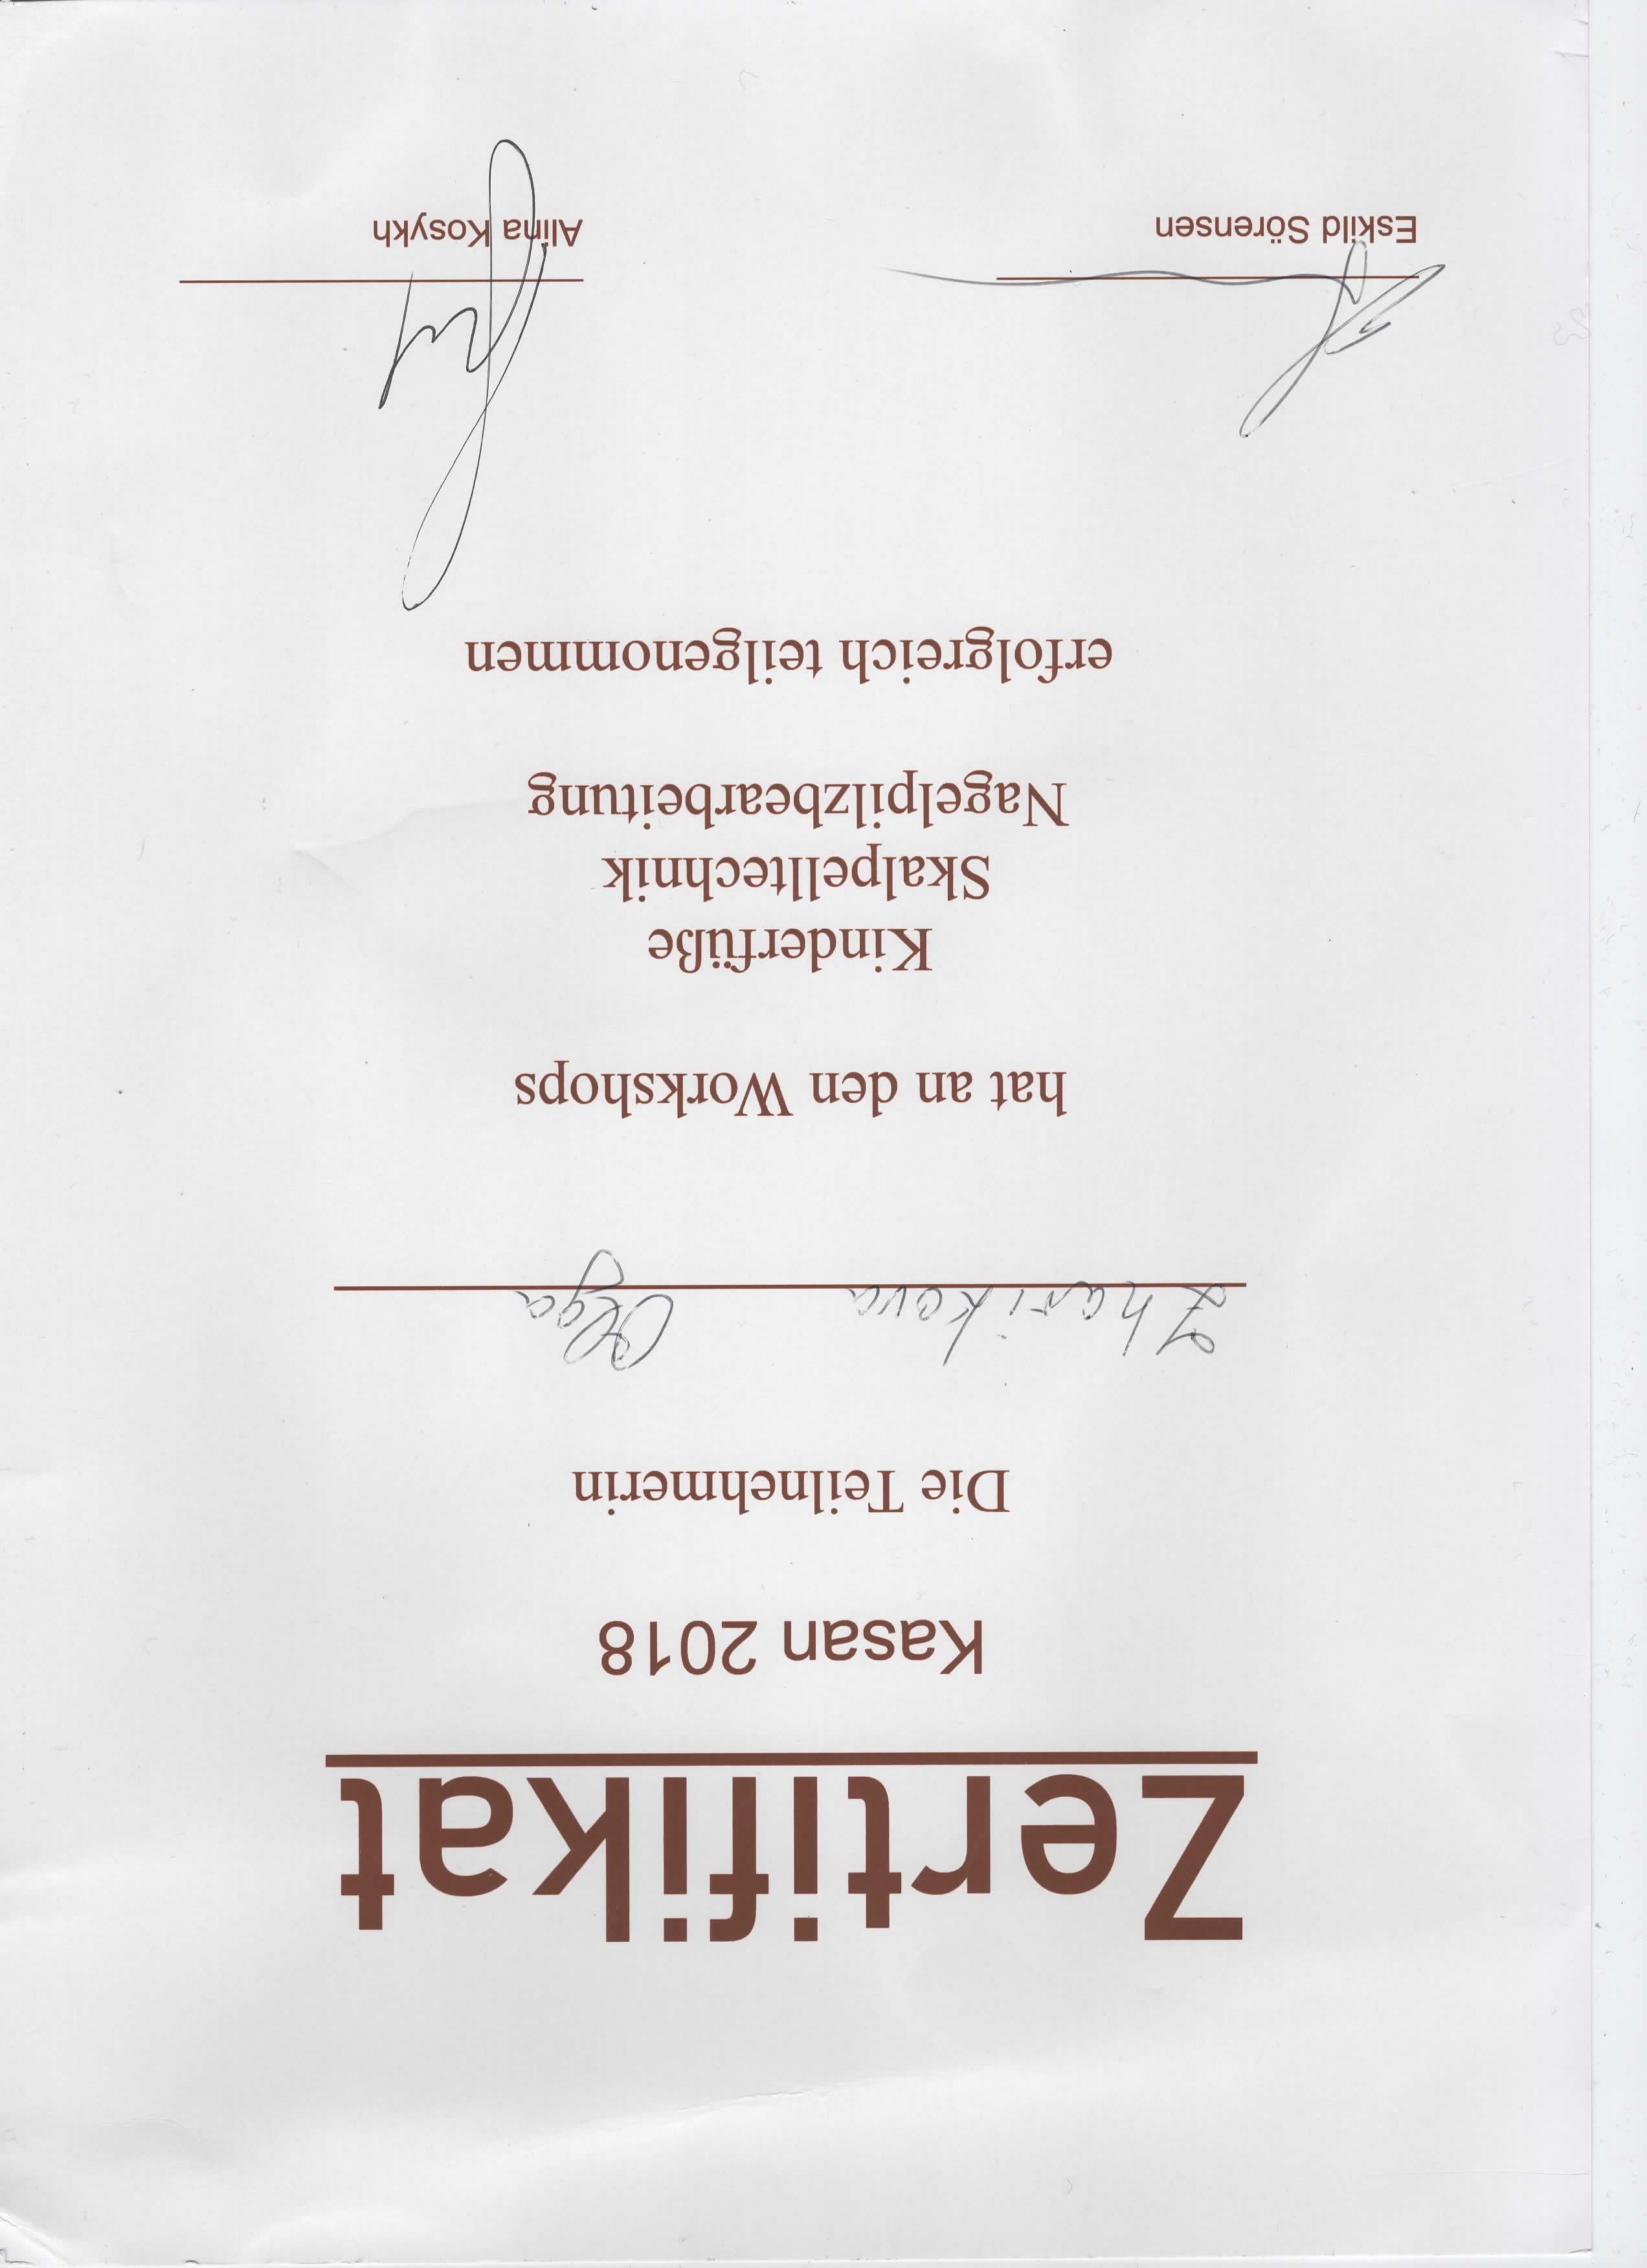 Zertifikat
Kasan 2018
Die Teilnehmerin
Zharikova Olga
hat an den Workshops
Kinderfüße
Skalpelltechnik
Nagelpilzbearbeitung
erfolgreich teilgenommen
Eskild Sörensen Alina Kosykh